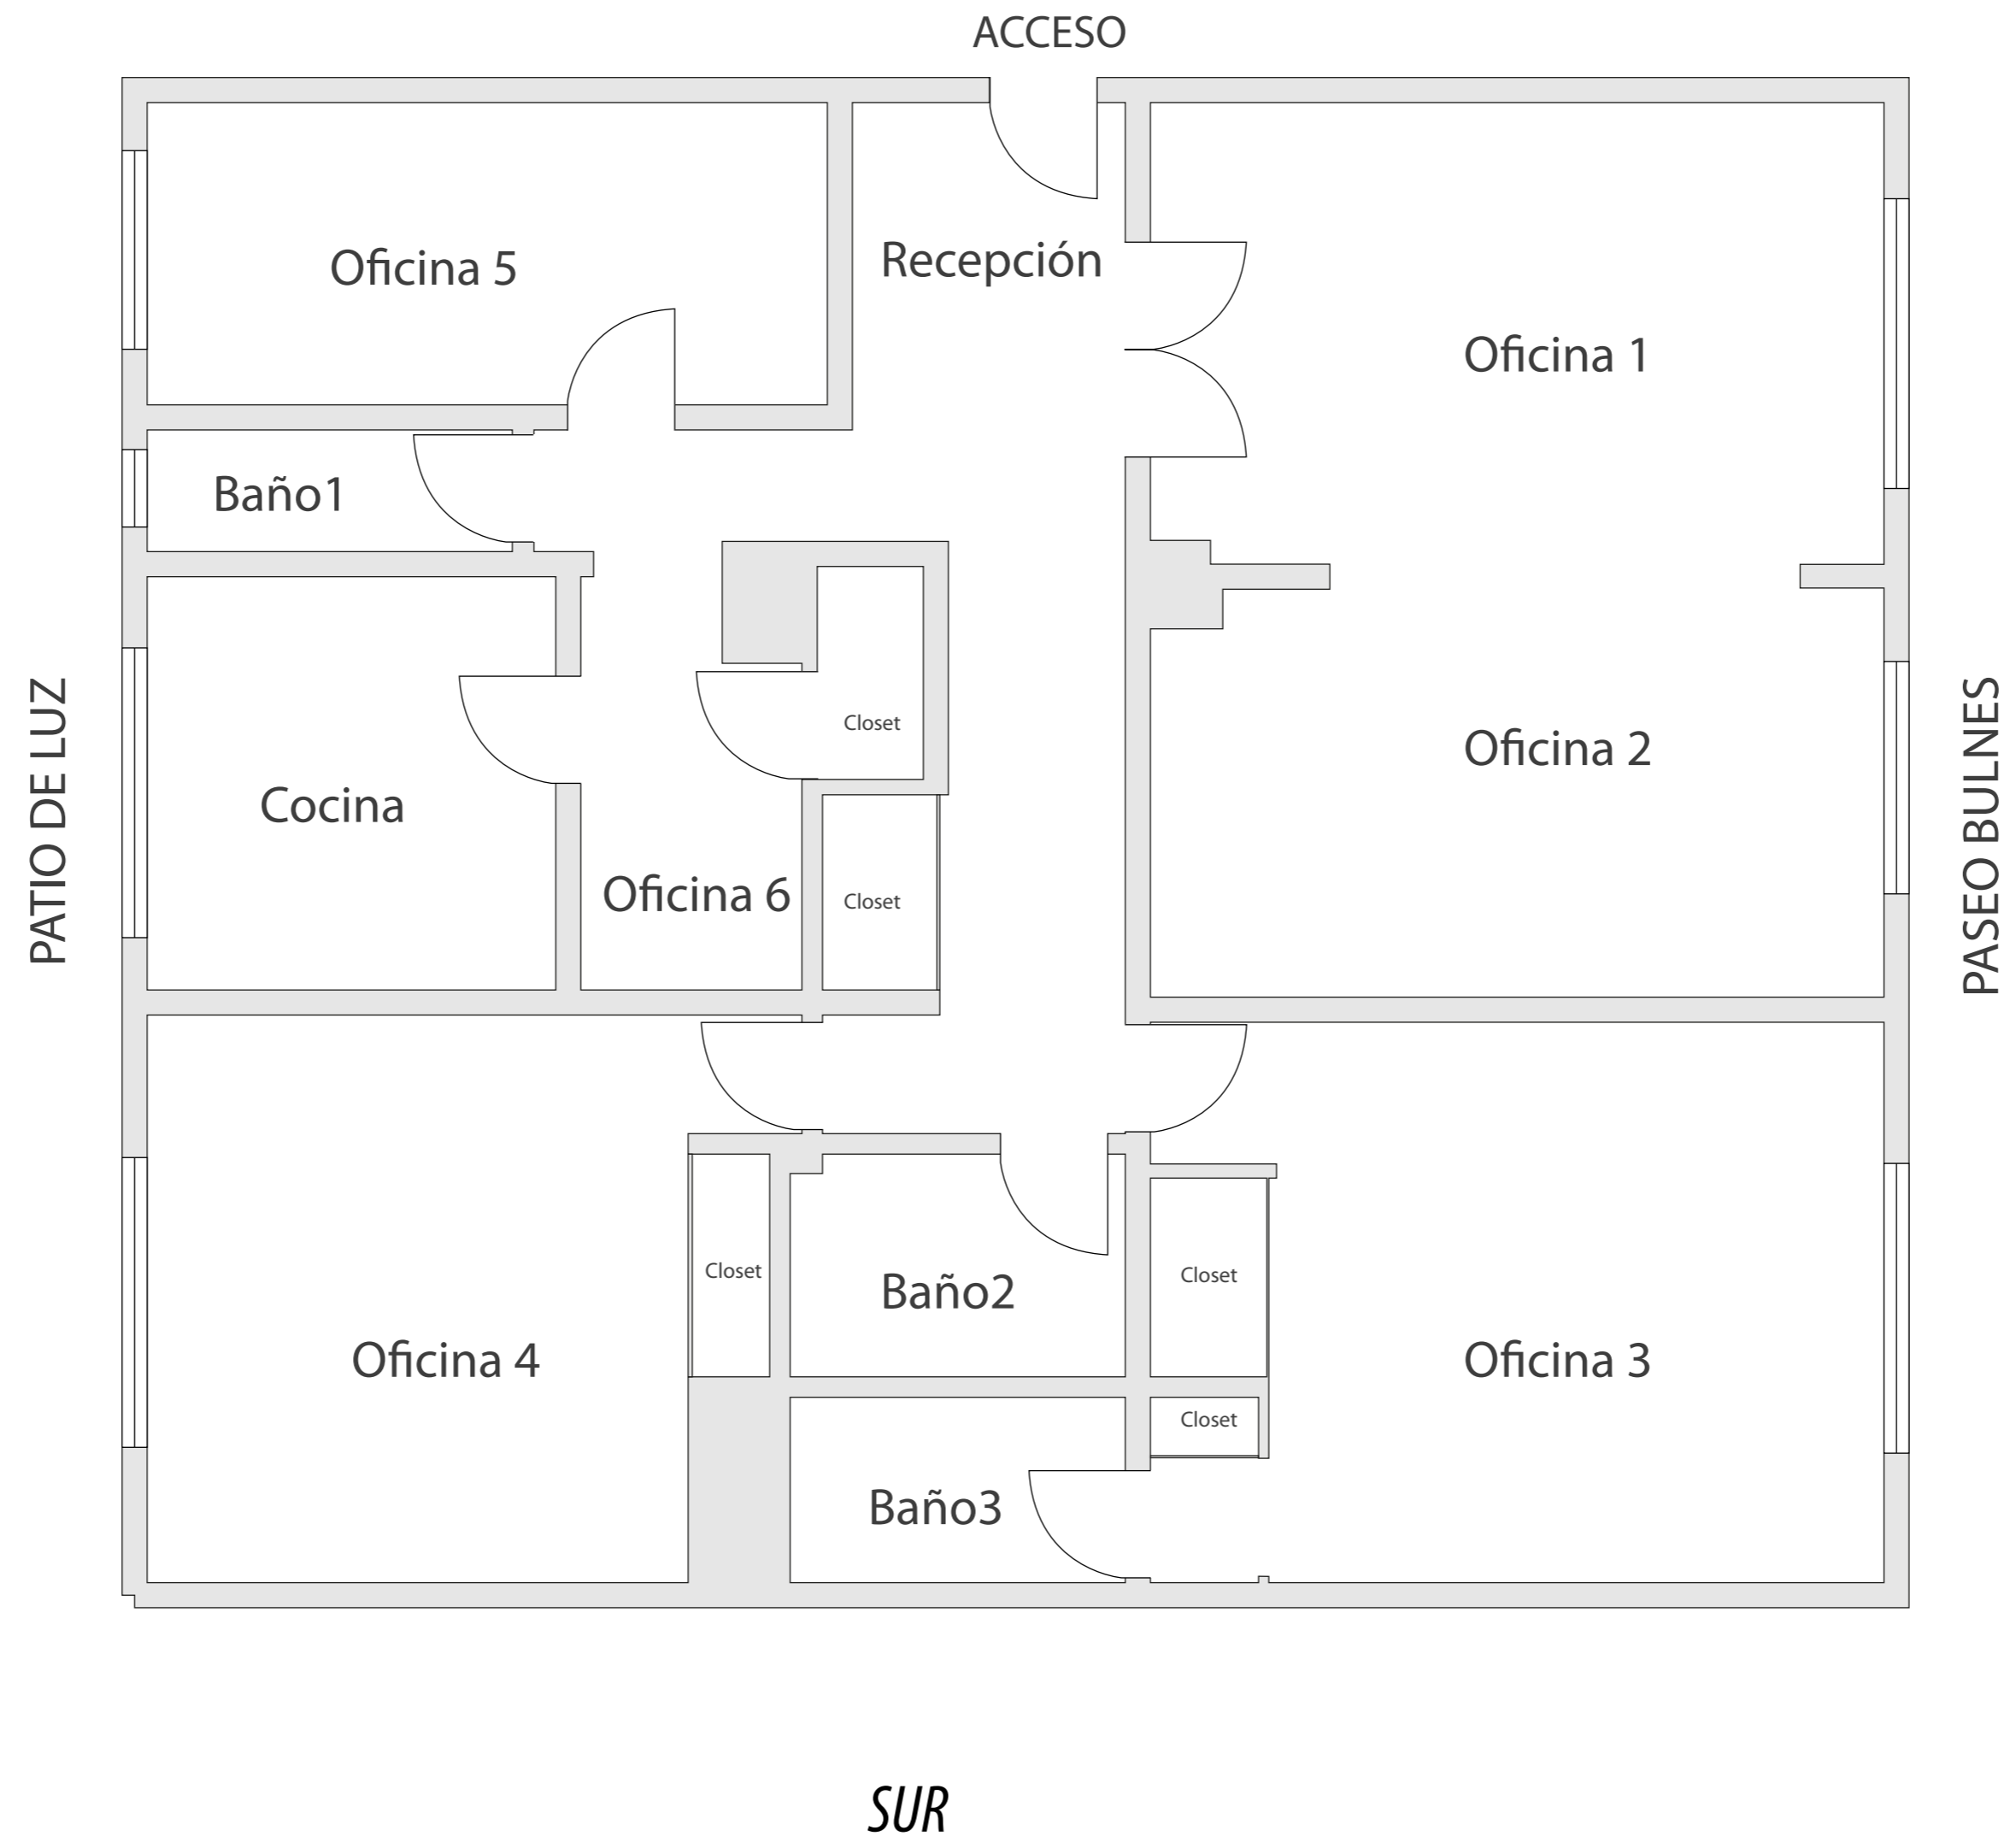 ACCESO
Oficina 5
Recepción
Oficina 1
Baño1
Closet
Oficina 2
Cocina
Oficina 6
Closet
PATIO DE LUZ
PASEO BULNES
Closet
Baño2
Closet
Oficina 4
Oficina 3
Closet
Baño3
SUR